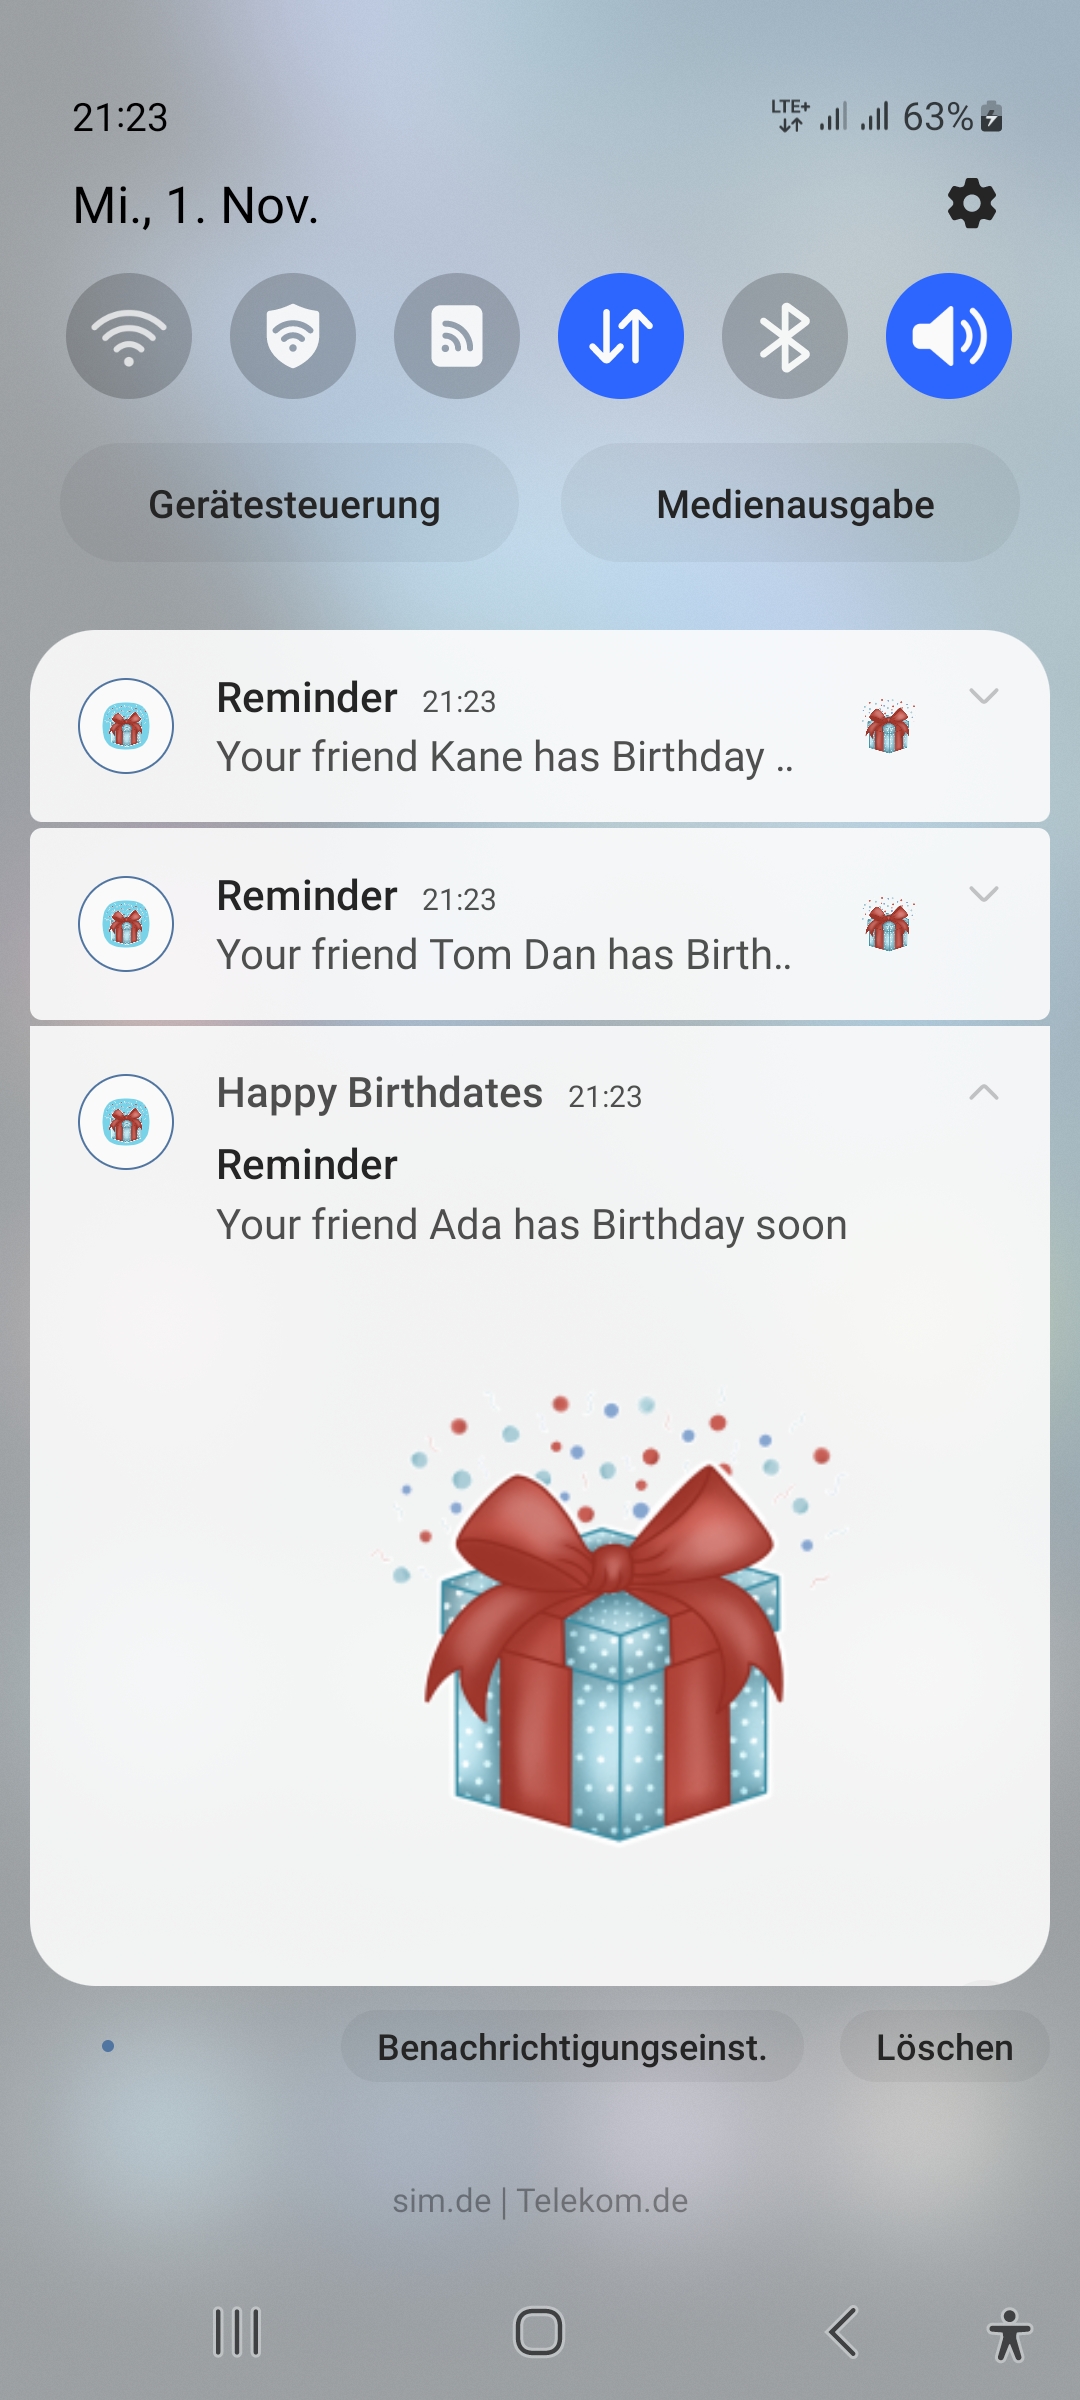 21:23
LTE+ 63%
Mi., 1. Nov.
Gerätesteuerung
Medienausgabe
Reminder 21:23
Your friend Kane has Birthday ..
Reminder 21:23
Your friend Tom Dan has Birth..
Happy Birthdates 21:23
Reminder
Your friend Ada has Birthday soon
Benachrichtigungseinst.
Löschen
sim.de | Telekom.de